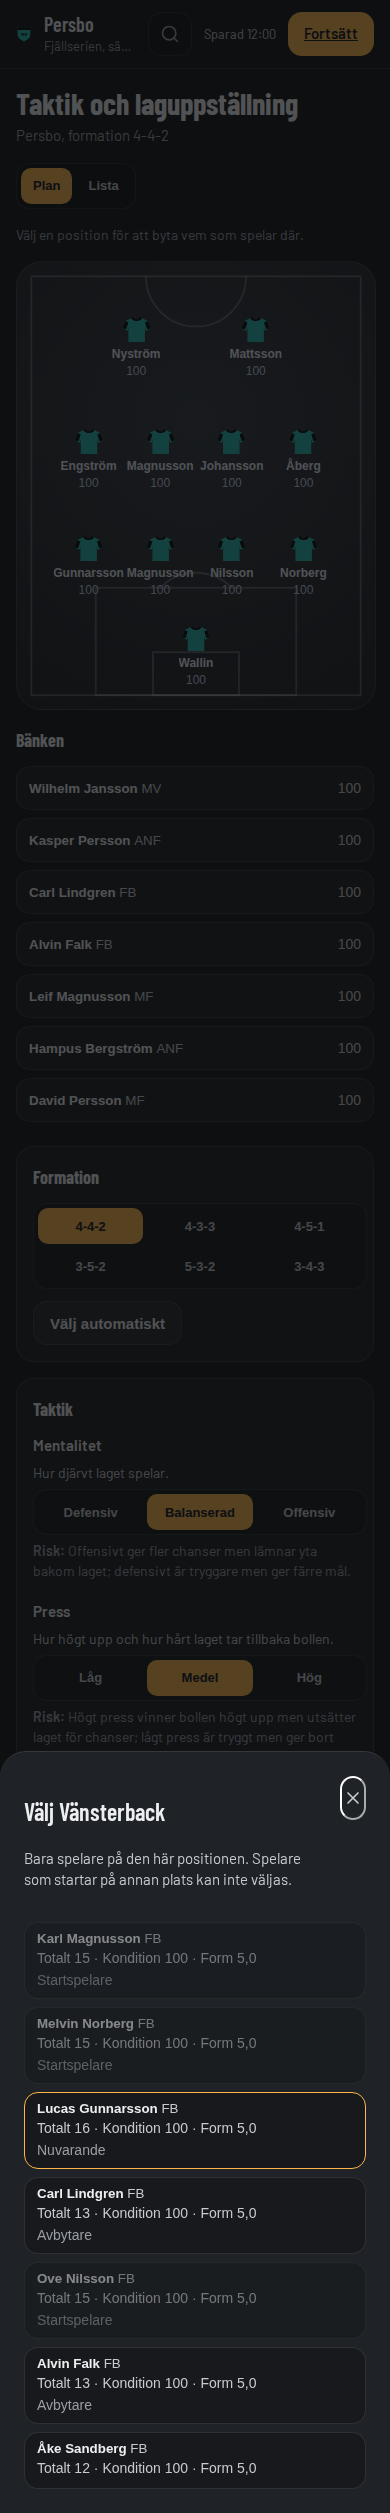 Persbo
Fjällserien, sä...
Sparad 12:00
Fortsätt
Taktik och laguppställning
Persbo, formation 4-4-2
Plan
Lista
Välj en position för att byta vem som spelar där.
Nyström
Mattsson
100
100
Engström
Magnusson
Johansson
Åberg
100
100
100
100
Gunnarsson
Magnusson
Nilsson
Norberg
100
100
100
100
Wallin
100
Bänken
Wilhelm Jansson MV
100
Kasper Persson ANF
100
Carl Lindgren FB
100
Alvin Falk FB
100
Leif Magnusson MF
100
Hampus Bergström ANF
100
David Persson MF
100
Formation
4-4-2
4-3-3
4-5-1
3-5-2
5-3-2
3-4-3
Välj automatiskt
Taktik
Mentalitet
Hur djärvt laget spelar.
Defensiv
Balanserad
Offensiv
Risk: Offensivt ger fler chanser men lämnar yta
bakom laget; defensivt är tryggare men ger färre mål.
Press
Hur högt upp och hur hårt laget tar tillbaka bollen.
Låg
Medel
Hög
Risk: Högt press vinner bollen högt upp men utsätter
laget för chanser; lågt press är tryggt men ger bort
Välj Vänsterback
Bara spelare på den här positionen. Spelare
som startar på annan plats kan inte väljas.
Karl Magnusson FB
Totalt 15 · Kondition 100 · Form 5,0
Startspelare
Melvin Norberg FB
Totalt 15 · Kondition 100 · Form 5,0
Startspelare
Lucas Gunnarsson FB
Totalt 16 · Kondition 100 · Form 5,0
Nuvarande
Carl Lindgren FB
Totalt 13 · Kondition 100 · Form 5,0
Avbytare
Ove Nilsson FB
Totalt 15 · Kondition 100 · Form 5,0
Startspelare
Alvin Falk FB
Totalt 13 · Kondition 100 · Form 5,0
Avbytare
Åke Sandberg FB
Totalt 12 · Kondition 100 · Form 5,0